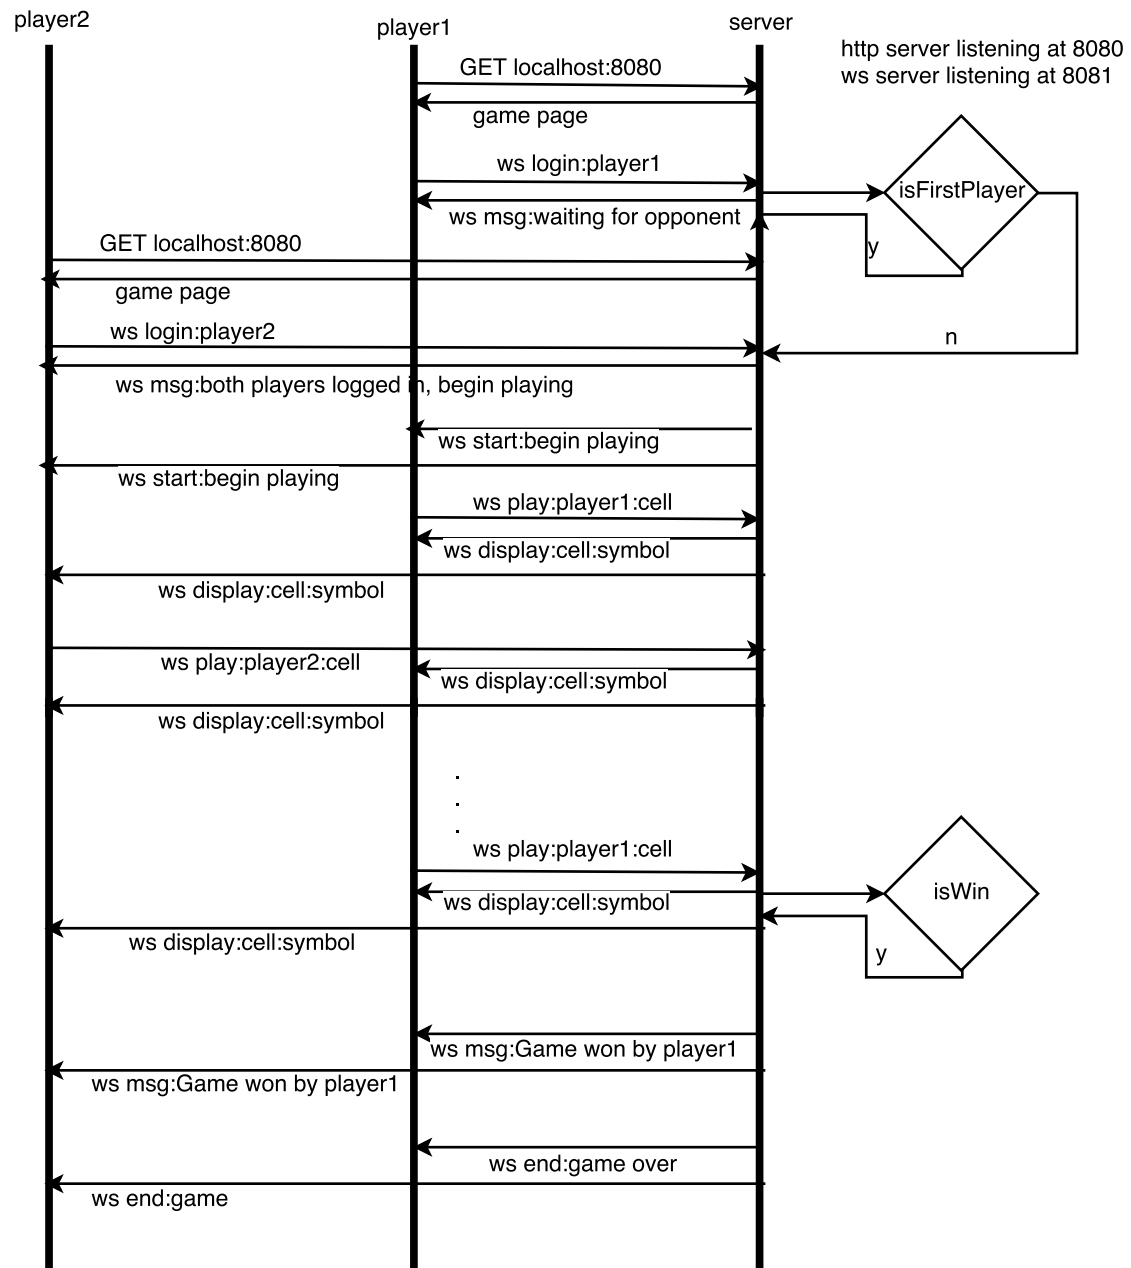 player2
player1
server
http server listening at 8080
ws server listening at 8081
GET localhost:8080
game page
ws login:player1
isFirstPlayer
ws msg:waiting for opponent
y
GET localhost:8080
game page
ws login:player2
n
ws msg:both players logged in, begin playing
ws start:begin playing
ws start:begin playing
ws play:player1:cell
ws display:cell:symbol
ws display:cell:symbol
ws play:player2:cell
ws display:cell:symbol
ws display:cell:symbol
.
.
.
ws play:player1:cell
ws display:cell:symbol
isWin
ws display:cell:symbol
y
ws msg:Game won by player1
ws msg:Game won by player1
ws end:game over
ws end:game